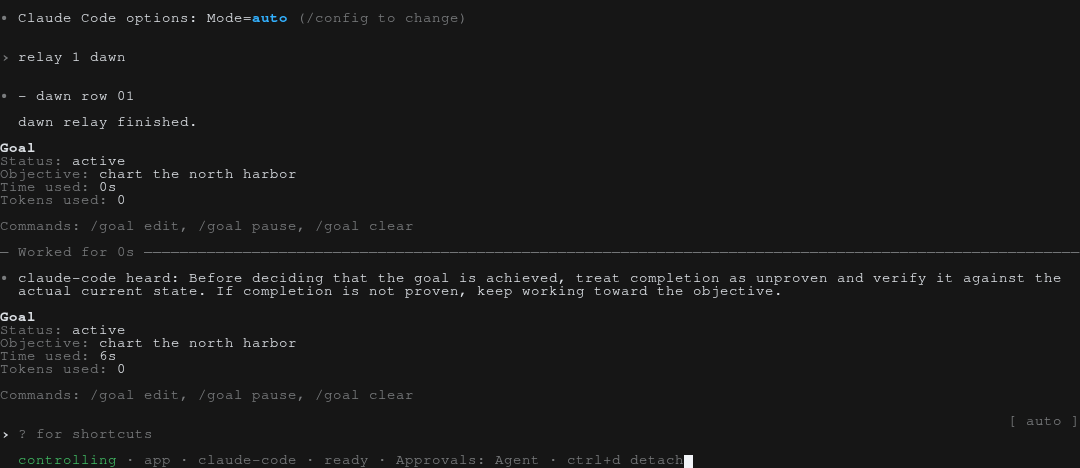 • Claude Code options: Mode=auto (/config to change)
› relay 1 dawn
• - dawn row 01
dawn relay finished.
Goal
Status: active
Objective: chart the north harbor
Time used: 0s
Tokens used: 0
Commands: /goal edit, /goal pause, /goal clear
─ Worked for 0s ─
• claude-code heard: Before deciding that the goal is achieved, treat completion as unproven and verify it against the
actual current state. If completion is not proven, keep working toward the objective.
Goal
Status: active
Objective: chart the north harbor
Time used: 6s
Tokens used: 0
Commands: /goal edit, /goal pause, /goal clear
[ auto ]
› ? for shortcuts
controlling · app · claude-code · ready · Approvals: Agent · ctrl+d detach